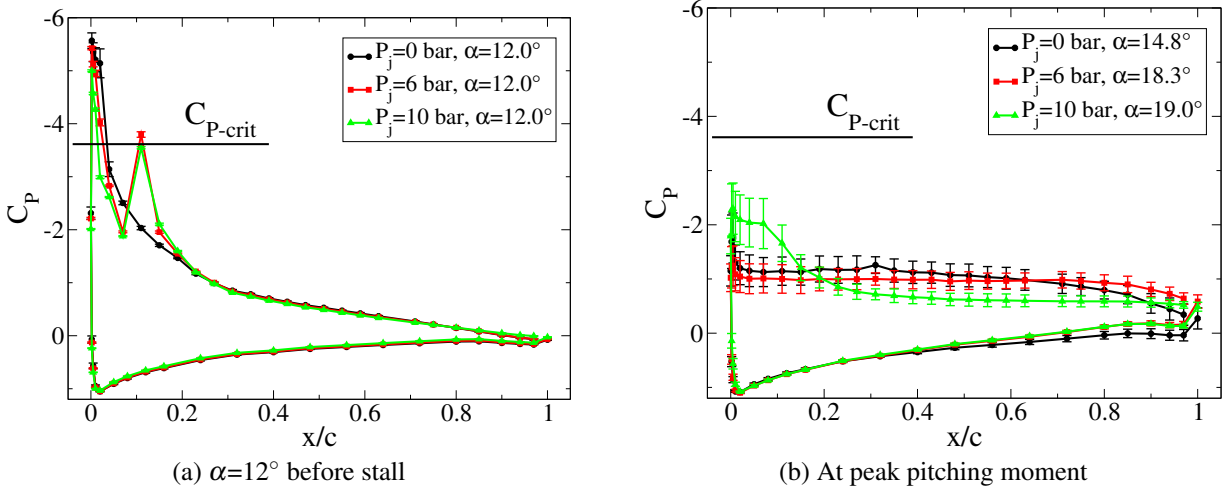 -6
-4
-2
0
C_P
P_j=0 bar, α=12.0°
P_j=6 bar, α=12.0°
P_j=10 bar, α=12.0°
C_P-crit
0 0.2 0.4 0.6 0.8 1
x/c
(a) α=12° before stall
-6
-4
-2
0
C_P
P_j=0 bar, α=14.8°
P_j=6 bar, α=18.3°
P_j=10 bar, α=19.0°
C_P-crit
0 0.2 0.4 0.6 0.8 1
x/c
(b) At peak pitching moment